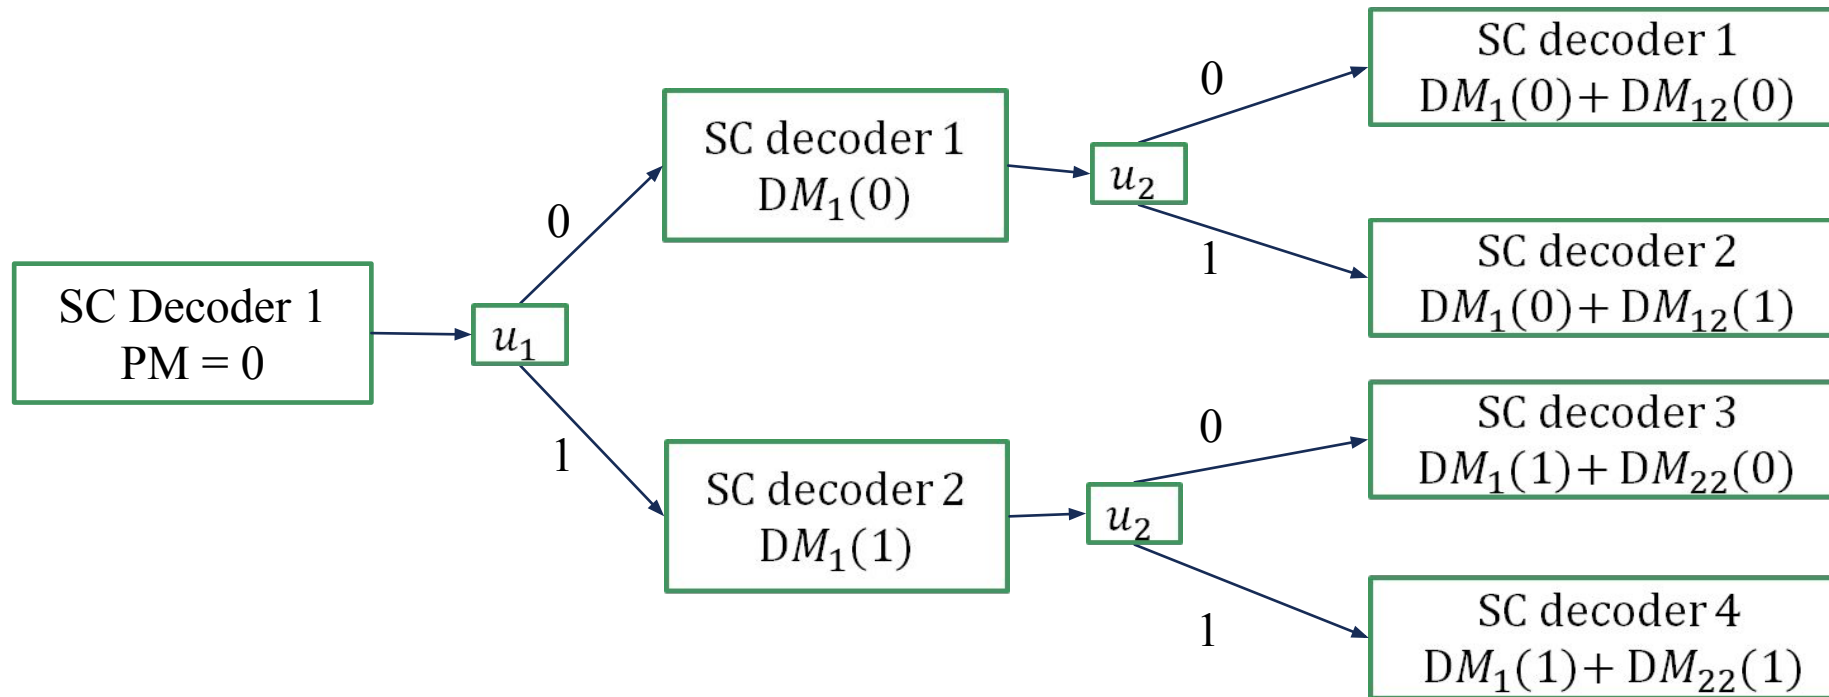 SC Decoder 1
PM = 0
u₁
0
1
SC decoder 1
DM₁(0)
SC decoder 2
DM₁(1)
u₂
0
1
u₂
0
1
SC decoder 1
DM₁(0)+ DM₁₂(0)
SC decoder 2
DM₁(0)+ DM₁₂(1)
SC decoder 3
DM₁(1)+ DM₂₂(0)
SC decoder 4
DM₁(1)+ DM₂₂(1)